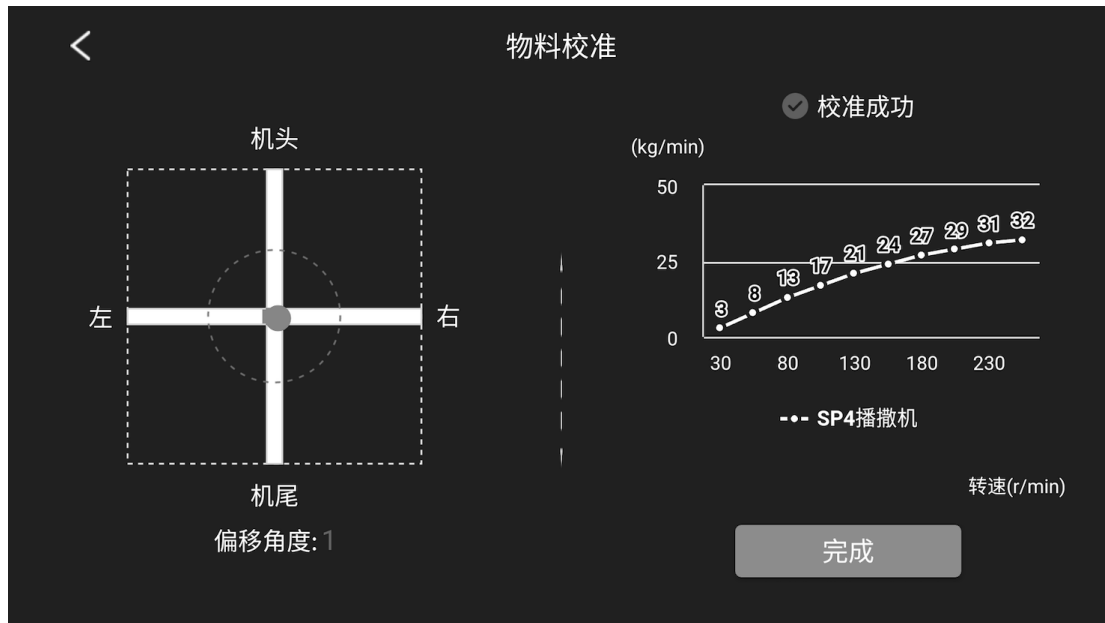 物料校准
机头
左
右
机尾
偏移角度:1
校准成功
(kg/min)
50
25
0
3 8 13 17 21 24 27 29 31 32
30 80 130 180 230
SP4播撒机
转速(r/min)
完成